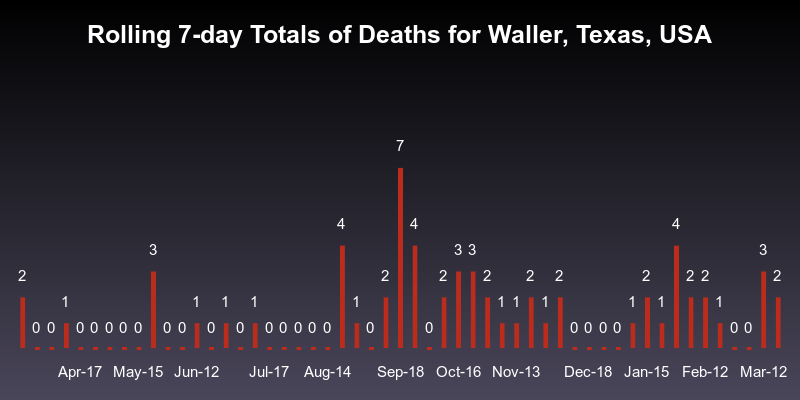 Rolling 7-day Totals of Deaths for Waller, Texas, USA
2 0 0 1 0 0 0 0 0 3 0 0 1 0 1 0 1 0 0 0 0 0 4 1 0 2 7 4 0 2 3 3 2 1 1 2 1 2 0 0 0 0 1 2 1 4 2 2 1 0 0 3 2
Apr-17 May-15 Jun-12 Jul-17 Aug-14 Sep-18 Oct-16 Nov-13 Dec-18 Jan-15 Feb-12 Mar-12